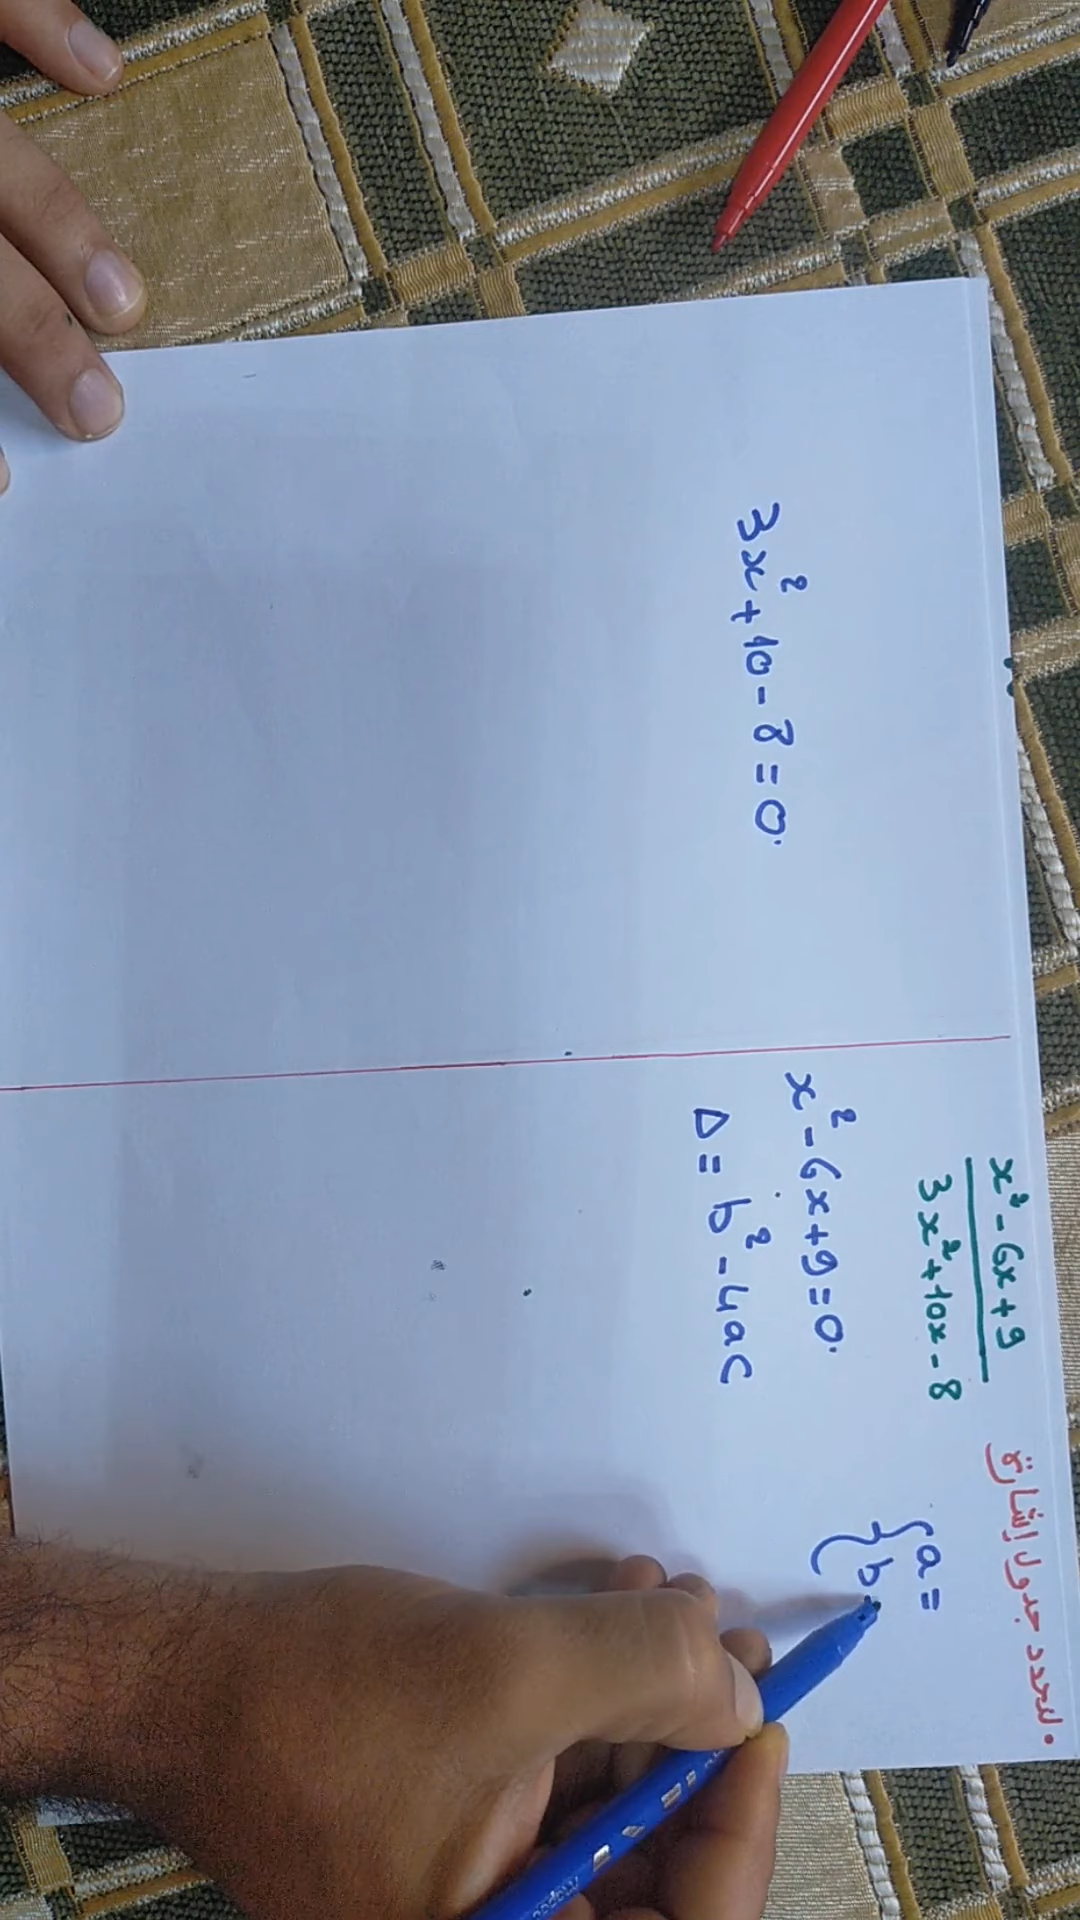 • لنحدد جدول إشارة
x² - 6x + 9
3x² + 10x - 8
x² - 6x + 9 = 0.
Δ = b² - 4ac
{ a =
b
3x² + 10 - 8 = 0.